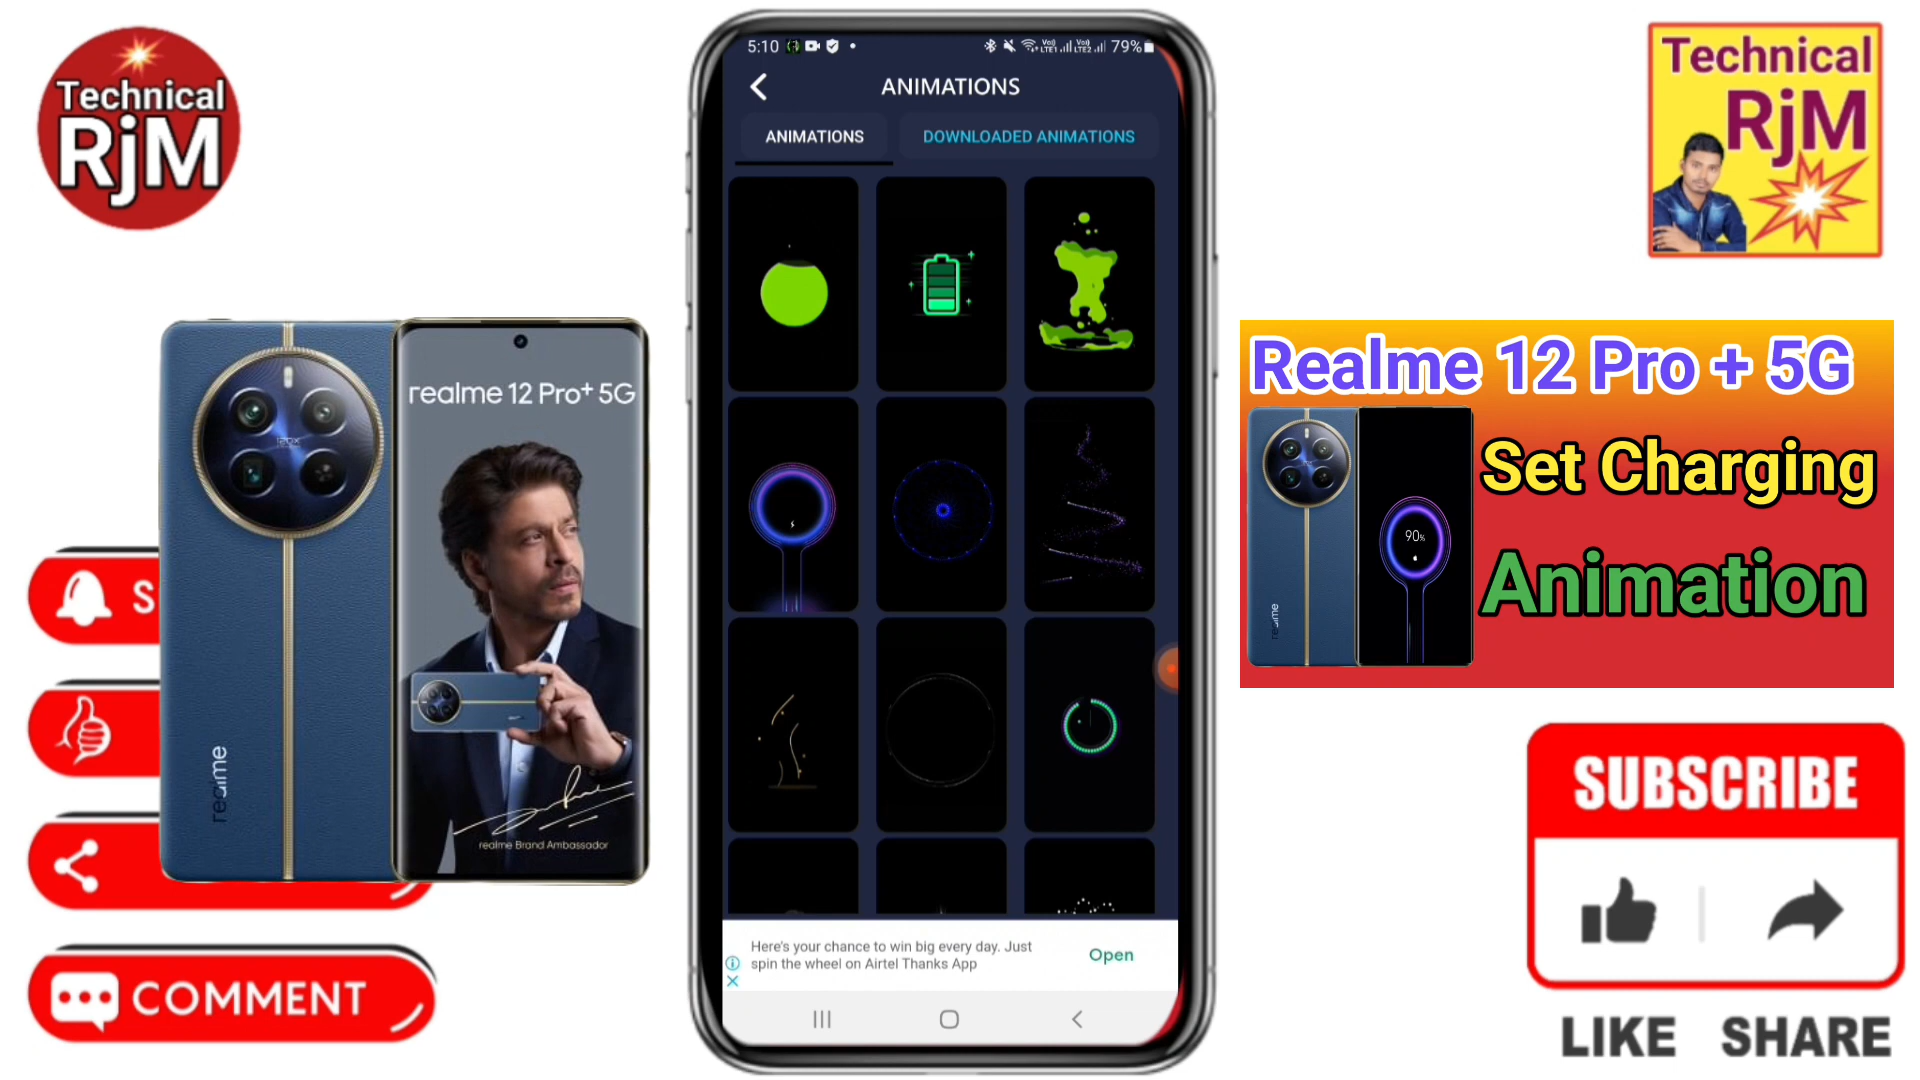 Technical
RjM
realme 12 Pro+ 5G
realme
realme Brand Ambassador
S
COMMENT
5:10
79%
ANIMATIONS
ANIMATIONS
DOWNLOADED ANIMATIONS
Here's your chance to win big every day. Just
spin the wheel on Airtel Thanks App
Open
Technical
RjM
Realme 12 Pro + 5G
Set Charging
Animation
90%
realme
SUBSCRIBE
LIKE SHARE